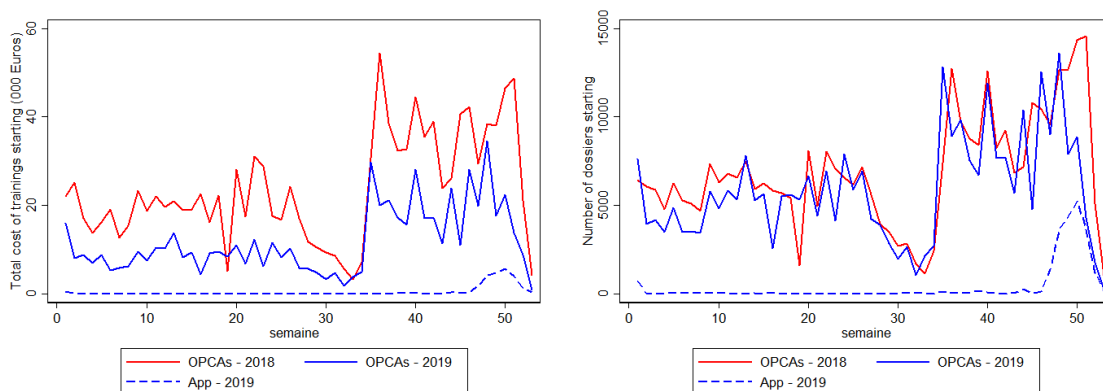 Total cost of trainings starting (000 Euros)
60
40
20
0
0
10
20
30
40
50
semaine
OPCAs - 2018
OPCAs - 2019
App - 2019
Number of dossiers starting
15000
10000
5000
0
0
10
20
30
40
50
semaine
OPCAs - 2018
OPCAs - 2019
App - 2019